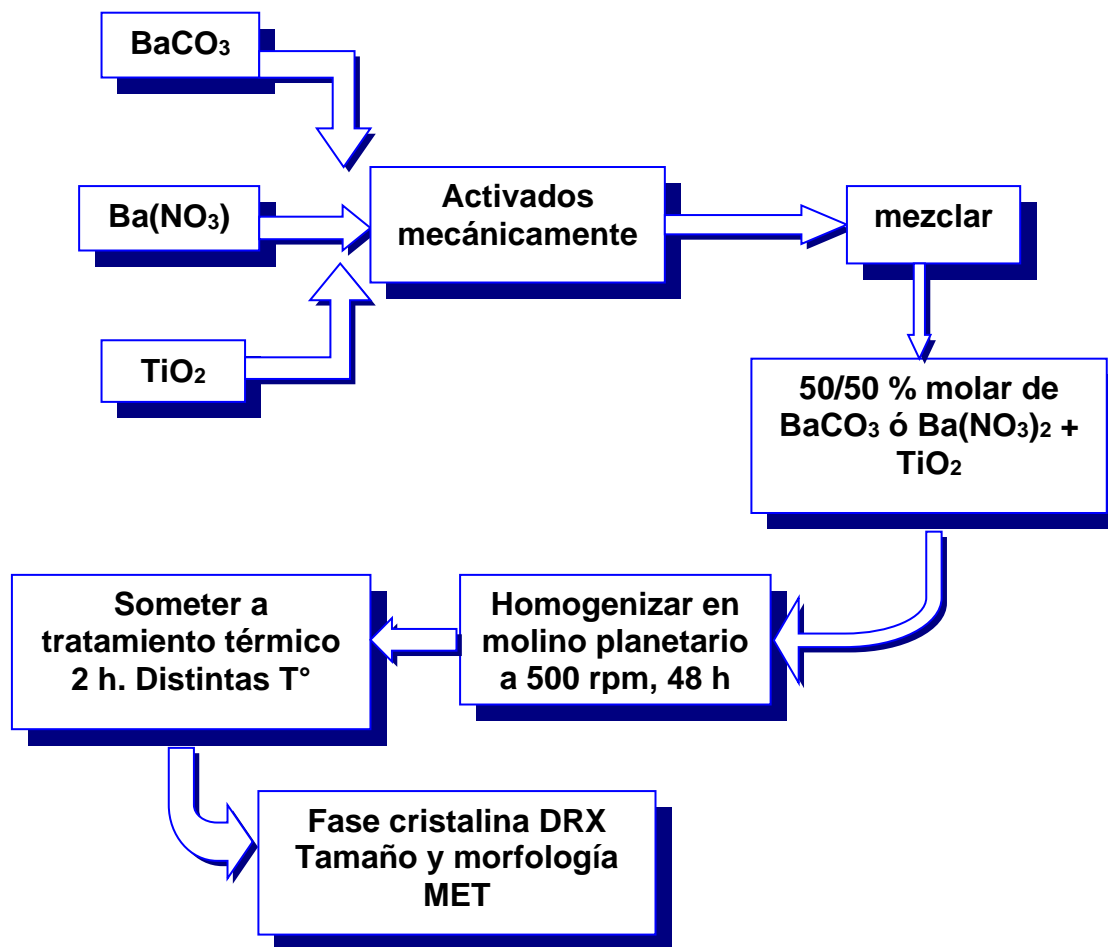 BaCO₃
Ba(NO₃)
TiO₂
Activados
mecánicamente
mezclar
50/50 % molar de
BaCO₃ ó Ba(NO₃)₂ +
TiO₂
Homogenizar en
molino planetario
a 500 rpm, 48 h
Someter a
tratamiento térmico
2 h. Distintas T°
Fase cristalina DRX
Tamaño y morfología
MET